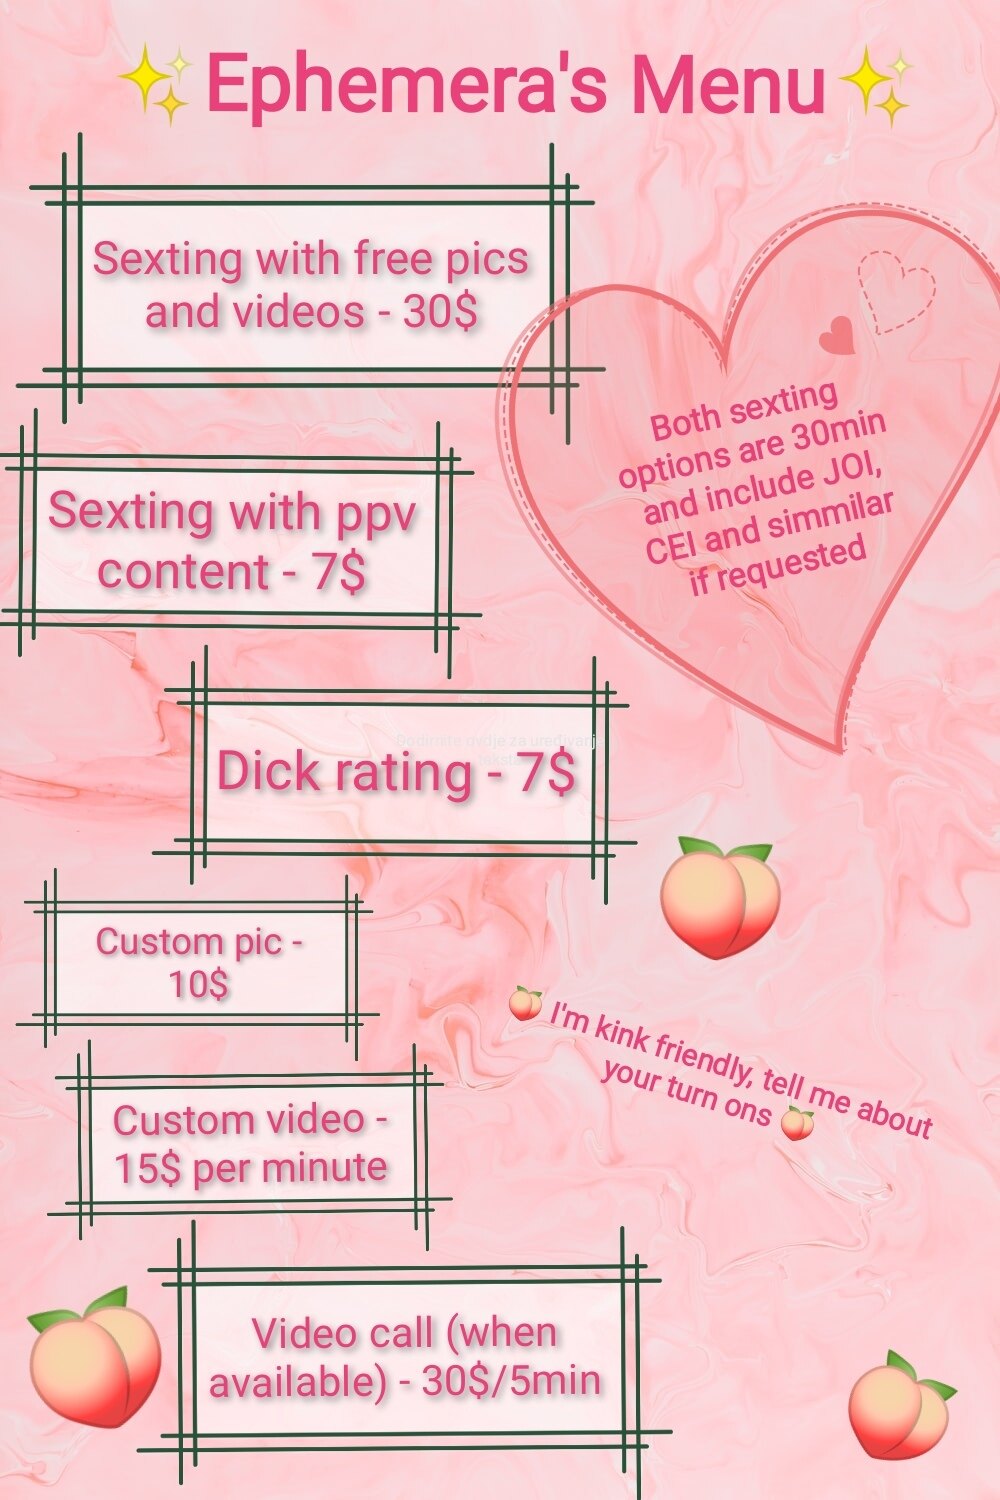 ✨Ephemera's Menu✨
Sexting with free pics
and videos - 30$
Both sexting
options are 30min
and include JOI,
CEI and simmilar
if requested
Sexting with ppv
content - 7$
Dodirnite ovdje za uređivanje
teksta
Dick rating - 7$
Custom pic -
10$
🍑 I'm kink friendly, tell me about
your turn ons 🍑
Custom video -
15$ per minute
Video call (when
available) - 30$/5min